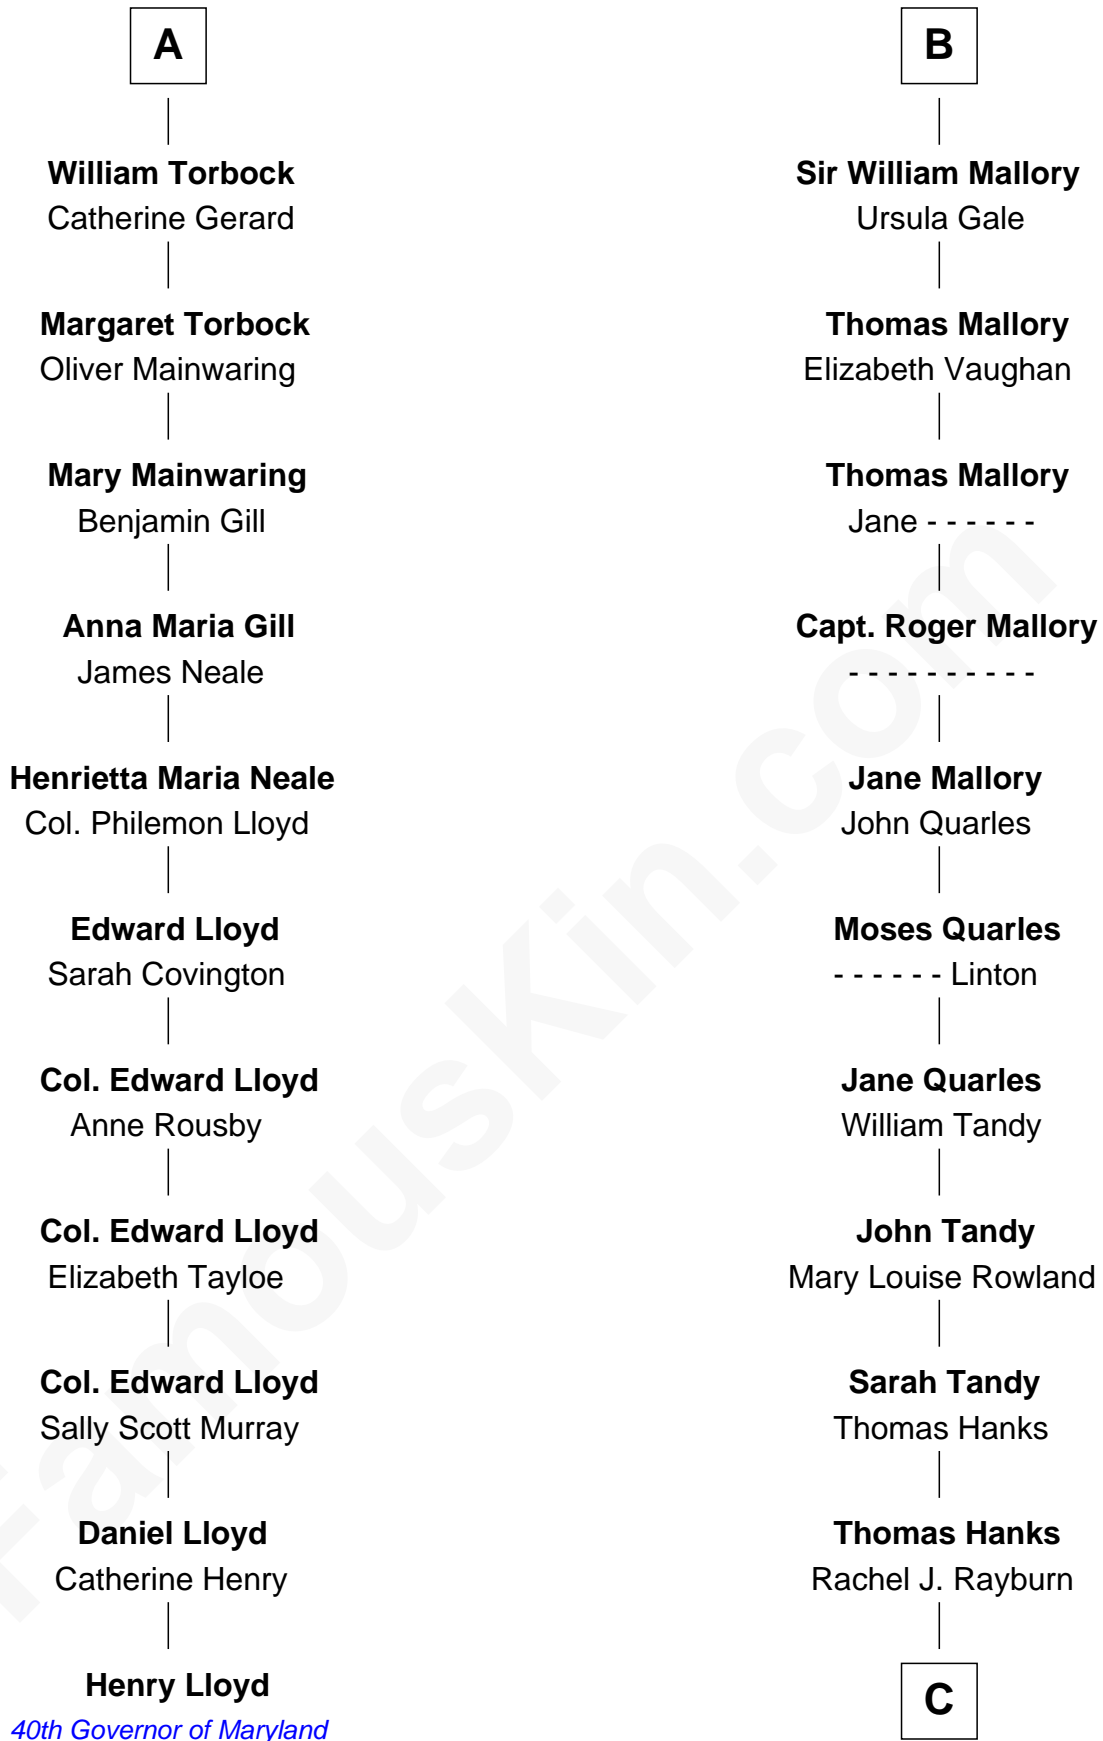 A
William Torbock
Catherine Gerard
Margaret Torbock
Oliver Mainwaring
Mary Mainwaring
Benjamin Gill
Anna Maria Gill
James Neale
Henrietta Maria Neale
Col. Philemon Lloyd
Edward Lloyd
Sarah Covington
Col. Edward Lloyd
Anne Rousby
Col. Edward Lloyd
Elizabeth Tayloe
Col. Edward Lloyd
Sally Scott Murray
Daniel Lloyd
Catherine Henry
Henry Lloyd
40th Governor of Maryland
B
Sir William Mallory
Ursula Gale
Thomas Mallory
Elizabeth Vaughan
Thomas Mallory
Jane - - - - - -
Capt. Roger Mallory
- - - - - - - - - -
Jane Mallory
John Quarles
Moses Quarles
- - - - - - Linton
Jane Quarles
William Tandy
John Tandy
Mary Louise Rowland
Sarah Tandy
Thomas Hanks
Thomas Hanks
Rachel J. Rayburn
C
FamousKin.com